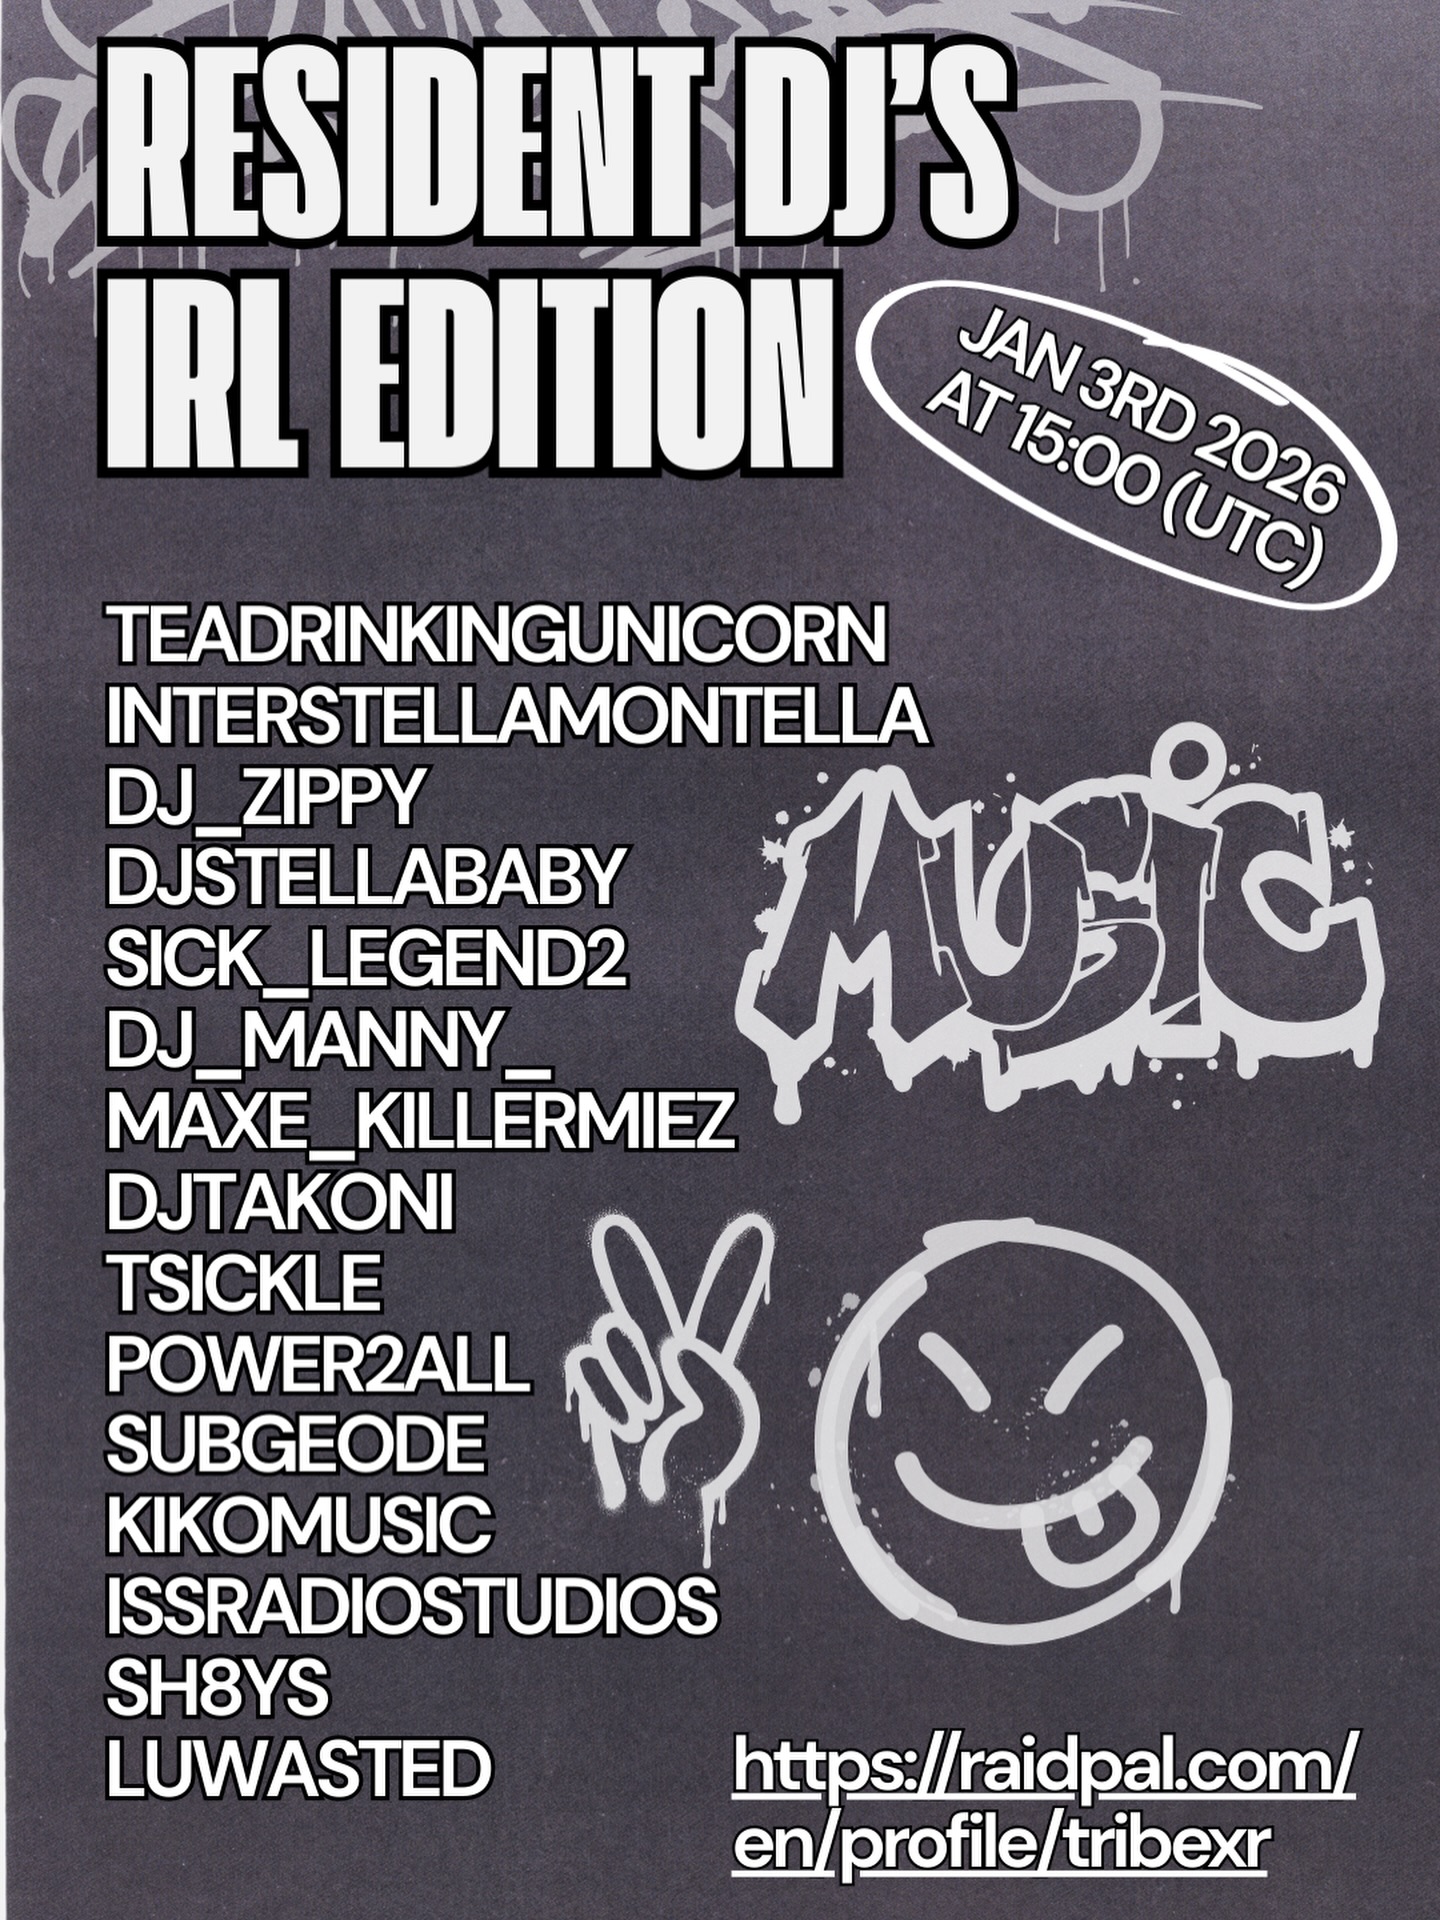 RESIDENT DJ'S
IRL EDITION
JAN 3RD 2026
AT 15:00 (UTC)
TEADRINKINGUNICORN
INTERSTELLAMONTELLA
DJ_ZIPPY
DJSTELLABABY
SICK_LEGEND2
DJ_MANNY_
MAXE_KILLERMIEZ
DJTAKONI
TSICKLE
POWER2ALL
SUBGEODE
KIKOMUSIC
ISSRADIOSTUDIOS
SH8YS
LUWASTED
MUSiC
https://raidpal.com/
en/profile/tribexr